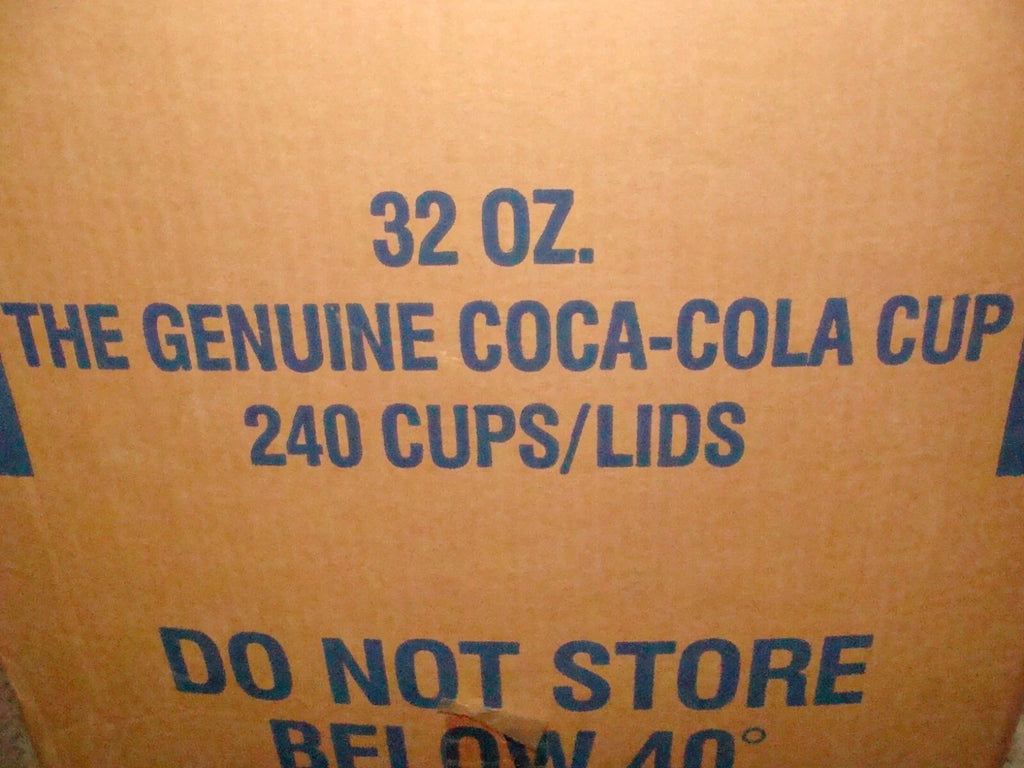 32 OZ.
THE GENUINE COCA-COLA CUP
240 CUPS/LIDS
DO NOT STORE
BELOW 40°